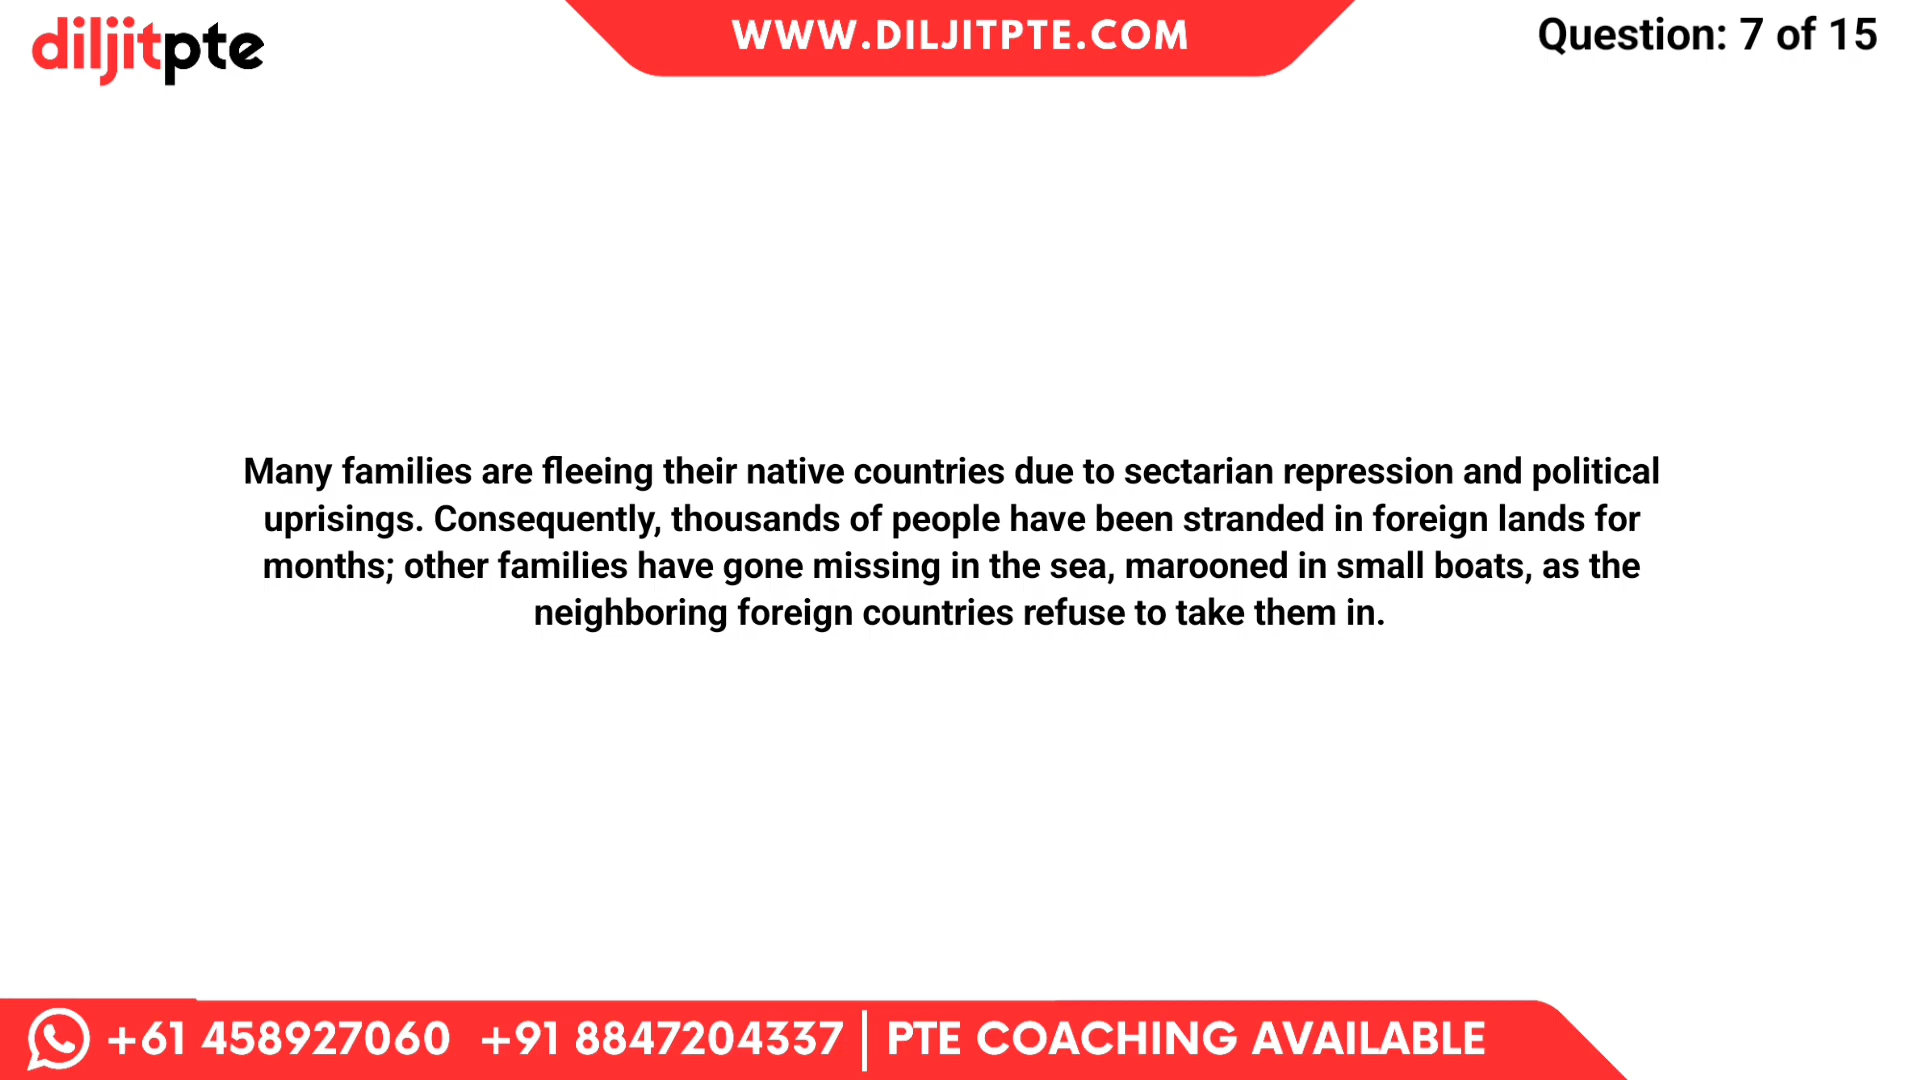 diljitpte
WWW.DILJITPTE.COM
Question: 7 of 15
Many families are fleeing their native countries due to sectarian repression and political
uprisings. Consequently, thousands of people have been stranded in foreign lands for
months; other families have gone missing in the sea, marooned in small boats, as the
neighboring foreign countries refuse to take them in.
+61 458927060 +91 8847204337 | PTE COACHING AVAILABLE